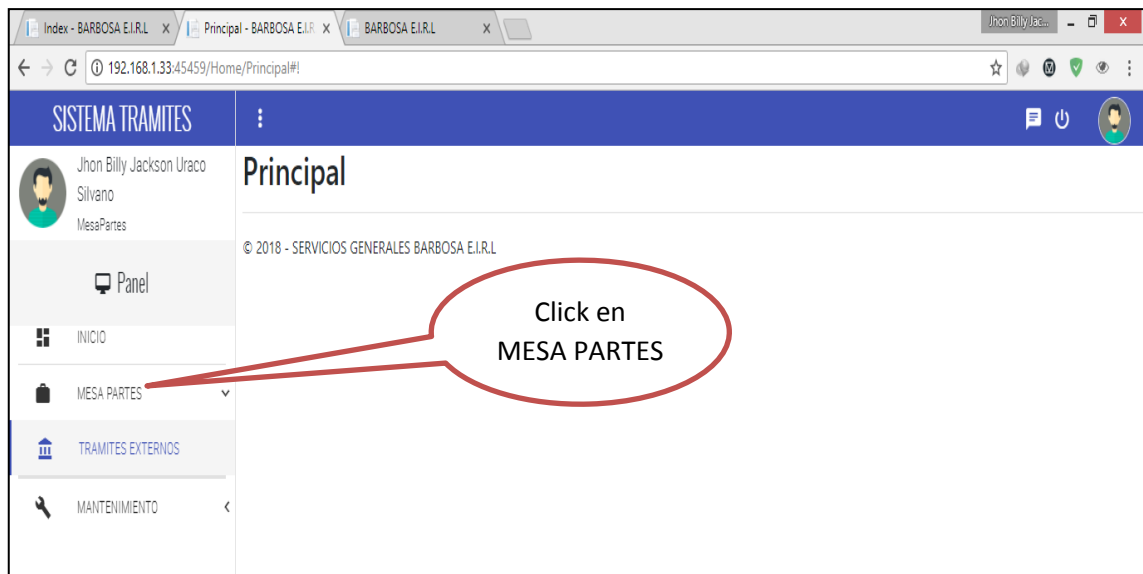 Index - BARBOSA E.I.R.L
Principal - BARBOSA E.I.R
BARBOSA E.I.R.L
Jhon Billy Jac...
192.168.1.33:45459/Home/Principal#!
SISTEMA TRAMITES
Jhon Billy Jackson Uraco
Silvano
MesaPartes
Panel
INICIO
MESA PARTES
TRAMITES EXTERNOS
MANTENIMIENTO
Principal
© 2018 - SERVICIOS GENERALES BARBOSA E.I.R.L
Click en
MESA PARTES